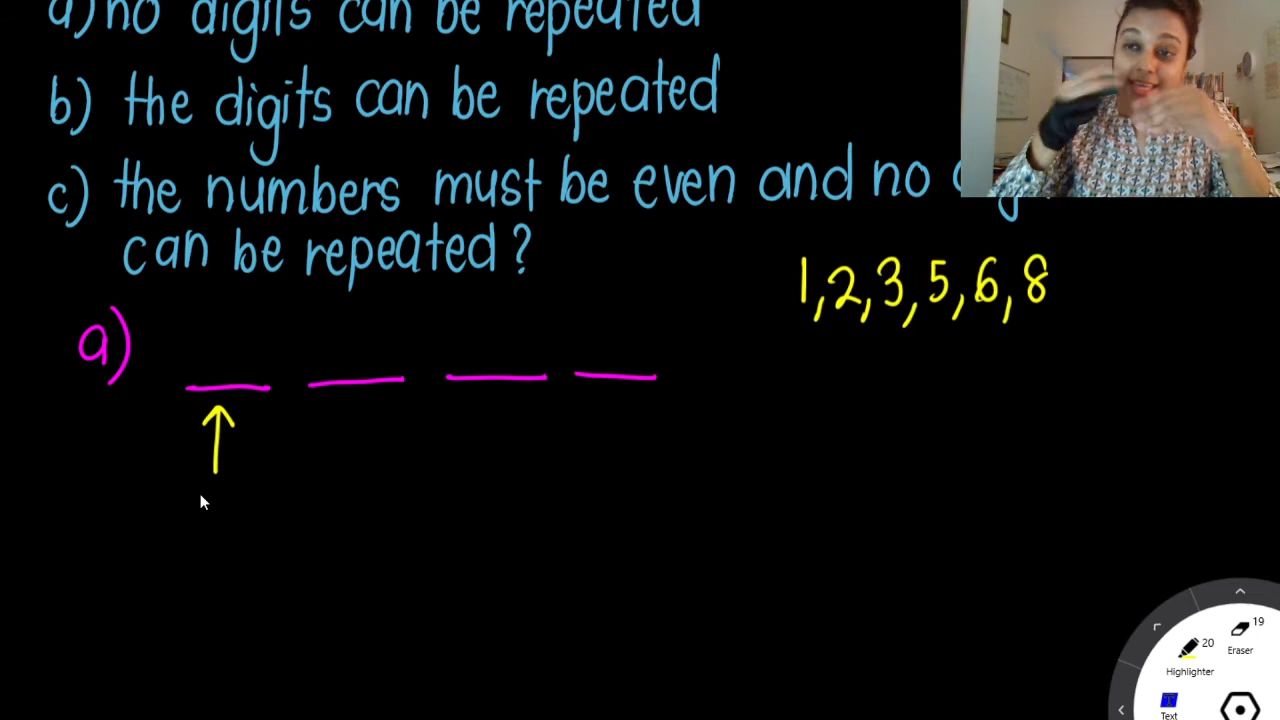 a) no digits can be repeated
b) the digits can be repeated
c) the numbers must be even and no
can be repeated?
1,2,3,5,6,8
a)
19
Eraser
20
Highlighter
Text